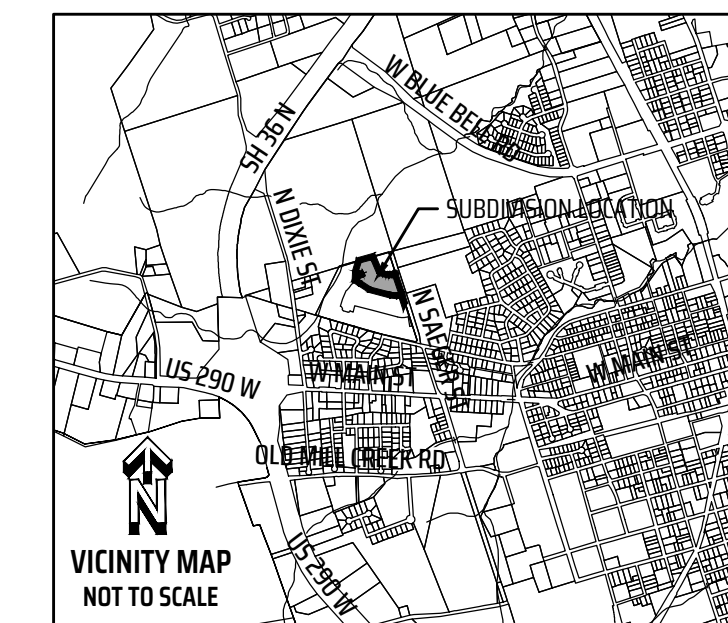 W BLUE BELL RD
SH 36 N
SUBDIVISION LOCATION
N DIXIE ST
N SAEGER ST
W MAIN ST
W MAIN ST
US 290 W
OLD MILL CREEK RD
N
VICINITY MAP
NOT TO SCALE
US 290 W